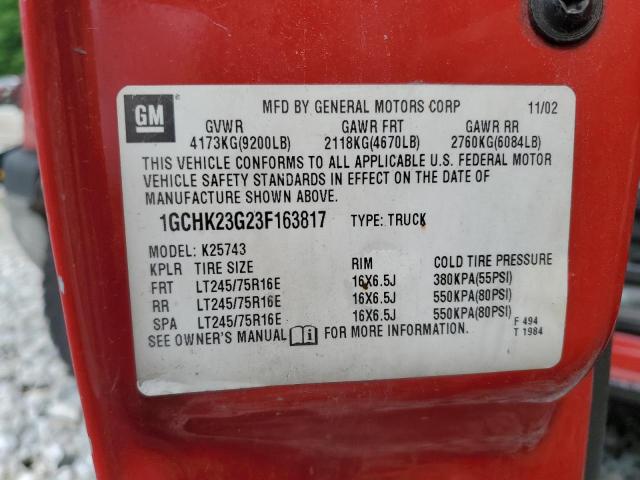 GM
MFD BY GENERAL MOTORS CORP 11/02
GVWR GAWR FRT GAWR RR
4173KG(9200LB) 2118KG(4670LB) 2760KG(6084LB)
THIS VEHICLE CONFORMS TO ALL APPLICABLE U.S. FEDERAL MOTOR
VEHICLE SAFETY STANDARDS IN EFFECT ON THE DATE OF
MANUFACTURE SHOWN ABOVE.
1GCHK23G23F163817 TYPE: TRUCK
MODEL: K25743
KPLR TIRE SIZE RIM COLD TIRE PRESSURE
FRT LT245/75R16E 16X6.5J 380KPA(55PSI)
RR LT245/75R16E 16X6.5J 550KPA(80PSI)
SPA LT245/75R16E 16X6.5J 550KPA(80PSI)
SEE OWNER'S MANUAL FOR MORE INFORMATION.
F 494
T 1984